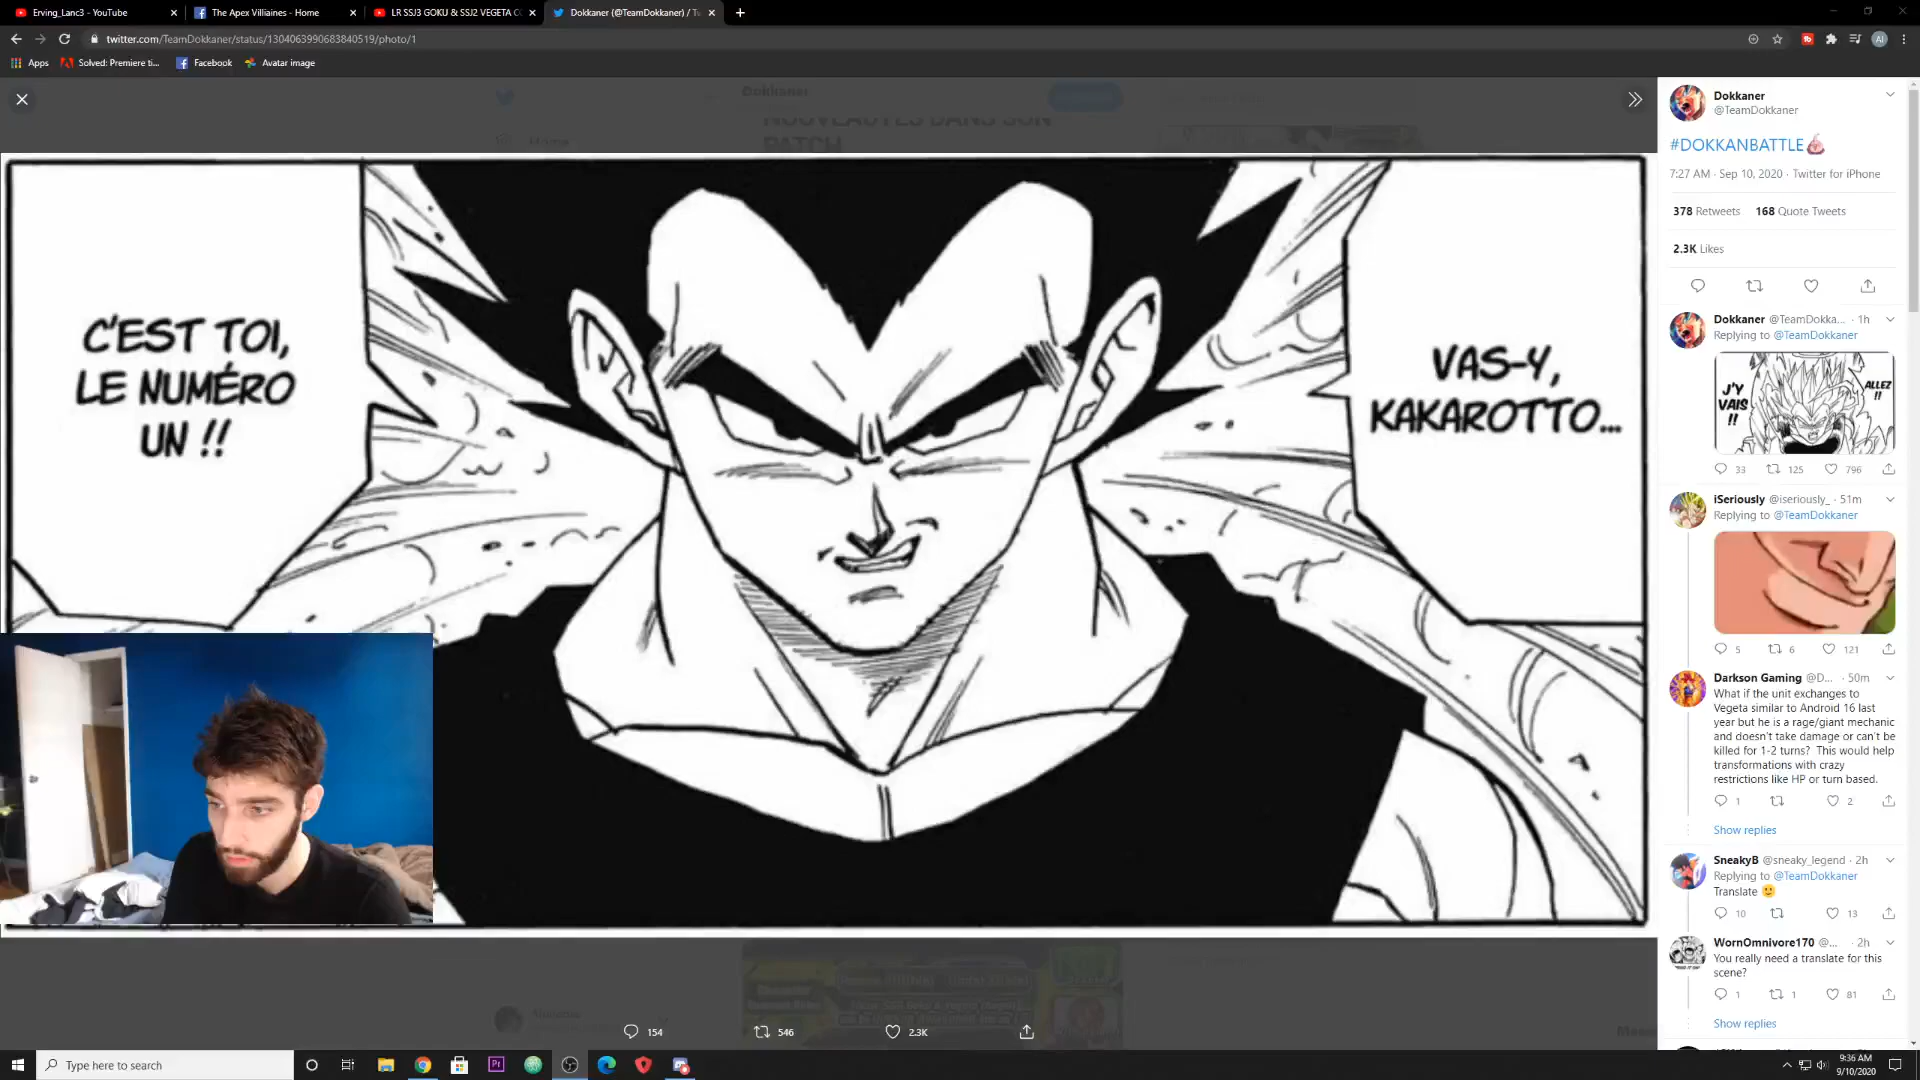 Erving_Lanc3 - YouTube
The Apex Villiaines - Home
LR SSJ3 GOKU & SSJ2 VEGETA C
Dokkaner (@TeamDokkaner) / Tw
twitter.com/TeamDokkaner/status/1304063990683840519/photo/1
Apps
Solved: Premiere ti...
Facebook
Avatar image
Dokkaner
NOUVEAUTÉS DANS SON
PATCH
Home
C'EST TOI,
LE NUMÉRO
UN !!
VAS-Y,
KAKAROTTO...
154
546
2.3K
Dokkaner
@TeamDokkaner
#DOKKANBATTLE
7:27 AM · Sep 10, 2020 · Twitter for iPhone
378 Retweets 168 Quote Tweets
2.3K Likes
Dokkaner @TeamDokka... · 1h
Replying to @TeamDokkaner
J'Y
VAIS
!!
ALLEZ
!!
33 125 796
iSeriously @iseriously_ · 51m
Replying to @TeamDokkaner
5 6 121
Darkson Gaming @D... · 50m
What if the unit exchanges to
Vegeta similar to Android 16 last
year but he is a rage/giant mechanic
and doesn't take damage or can't be
killed for 1-2 turns? This would help
transformations with crazy
restrictions like HP or turn based.
1 2
Show replies
SneakyB @sneaky_legend · 2h
Replying to @TeamDokkaner
Translate
10 13
WornOmnivore170 @... · 2h
You really need a translate for this
scene?
1 1 81
Show replies
Type here to search
9:36 AM
9/10/2020